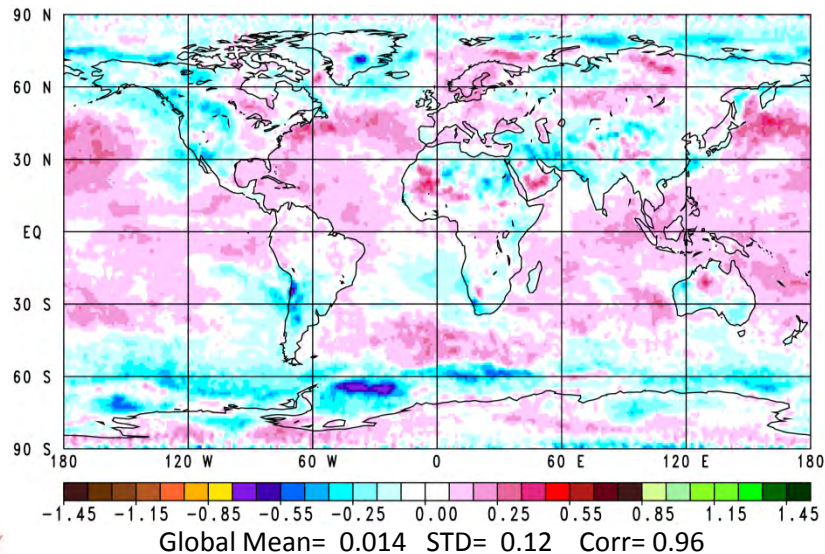 90 N
60 N
30 N
EQ
30 S
60 S
90 S
180 120 W 60 W 0 60 E 120 E 180
-1.45 -1.15 -0.85 -0.55 -0.25 0.00 0.25 0.55 0.85 1.15 1.45
Global Mean= 0.014 STD= 0.12 Corr= 0.96